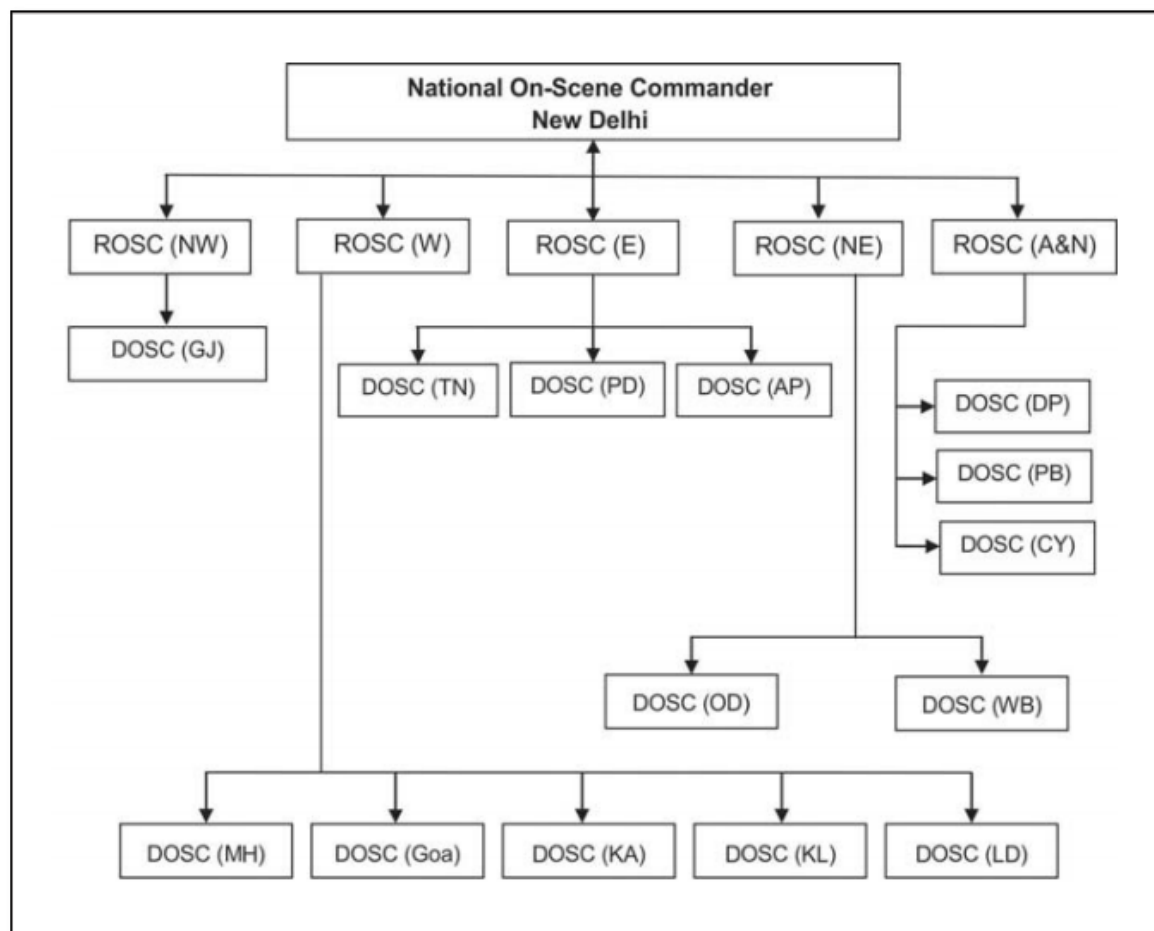 National On-Scene Commander
New Delhi
ROSC (NW)
ROSC (W)
ROSC (E)
ROSC (NE)
ROSC (A&N)
DOSC (GJ)
DOSC (TN)
DOSC (PD)
DOSC (AP)
DOSC (DP)
DOSC (PB)
DOSC (CY)
DOSC (OD)
DOSC (WB)
DOSC (MH)
DOSC (Goa)
DOSC (KA)
DOSC (KL)
DOSC (LD)